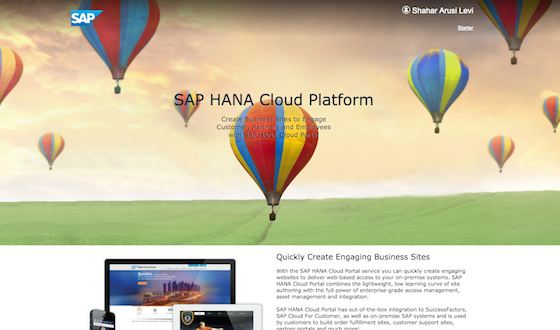 SAP
Shahar Arusi Levi
Starter
SAP HANA Cloud Platform
Create Business Sites to Engage
Customer, Partners and Employees
with SAP HANA Cloud Portal
Quickly Create Engaging Business Sites
With the SAP HANA Cloud Portal service you can quickly create engaging
websites to deliver web-based access to your on-premise systems. SAP
HANA Cloud Portal combines the lightweight, low learning curve of site
authoring with the full power of enterprise-grade access management,
asset management and integration.
SAP HANA Cloud Portal has out-of-the-box integration to SuccessFactors,
SAP Cloud For Customer, as well as on-premise SAP systems and is used
by customers to build order fulfillment sites, customer support sites,
partner portals and much more!